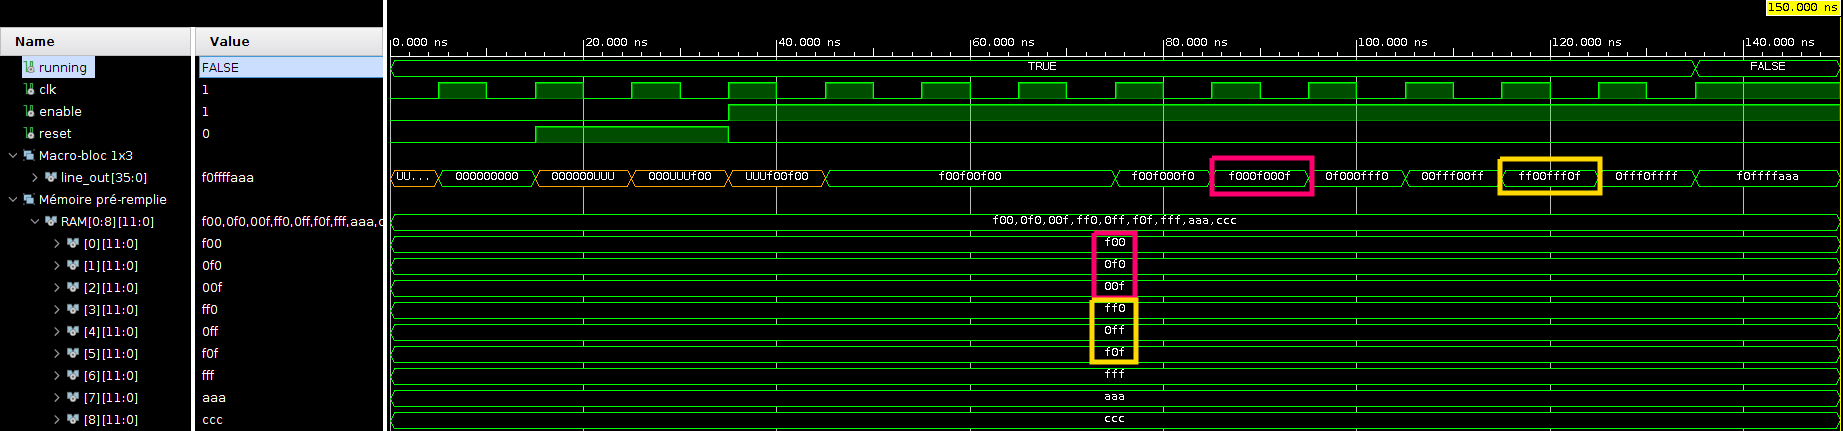 150.000 ns
Name Value
0.000 ns 20.000 ns 40.000 ns 60.000 ns 80.000 ns 100.000 ns 120.000 ns 140.000 ns
running FALSE TRUE FALSE
clk 1
enable 1
reset 0
Macro-bloc 1x3
line_out[35:0] f0ffffaaa UU... 000000000 000000UUU 000UUUf00 UUUf00f00 f00f00f00 f00f000f0 f000f000f 0f000fff0 00fff00ff ff00fff0f 0fff0ffff f0ffffaaa
Mémoire pré-remplie
RAM[0:8][11:0] f00,0f0,00f,ff0,0ff,f0f,fff,aaa,c f00,0f0,00f,ff0,0ff,f0f,fff,aaa,ccc
[0][11:0] f00 f00
[1][11:0] 0f0 0f0
[2][11:0] 00f 00f
[3][11:0] ff0 ff0
[4][11:0] 0ff 0ff
[5][11:0] f0f f0f
[6][11:0] fff fff
[7][11:0] aaa aaa
[8][11:0] ccc ccc